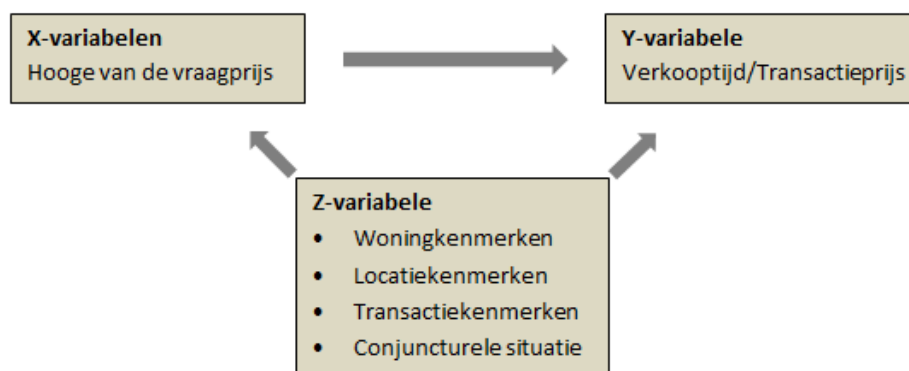 X-variabelen
Hooge van de vraagprijs
Y-variabele
Verkooptijd/Transactieprijs
Z-variabele
• Woningkenmerken
• Locatiekenmerken
• Transactiekenmerken
• Conjuncturele situatie